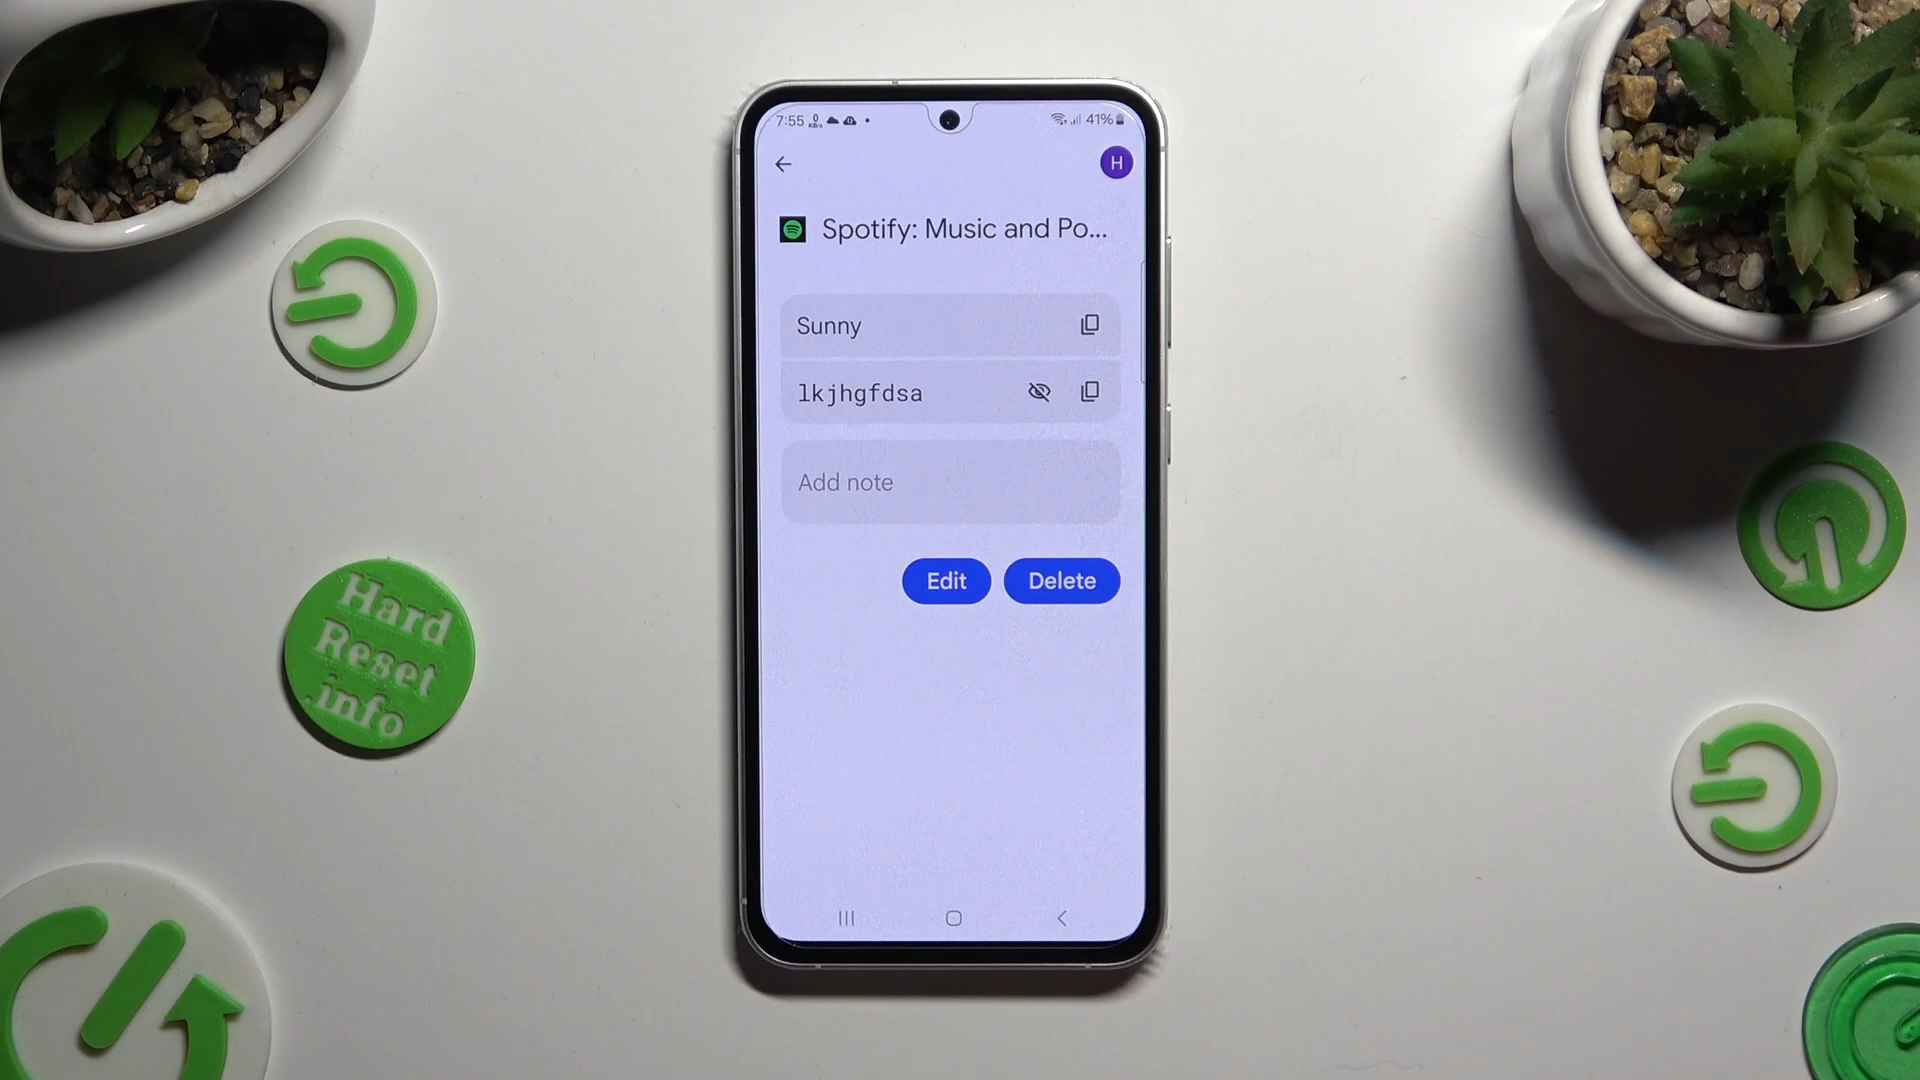 7:55
41%
H
Spotify: Music and Po...
Sunny
lkjhgfdsa
Add note
Edit
Delete
Hard
Reset
.info